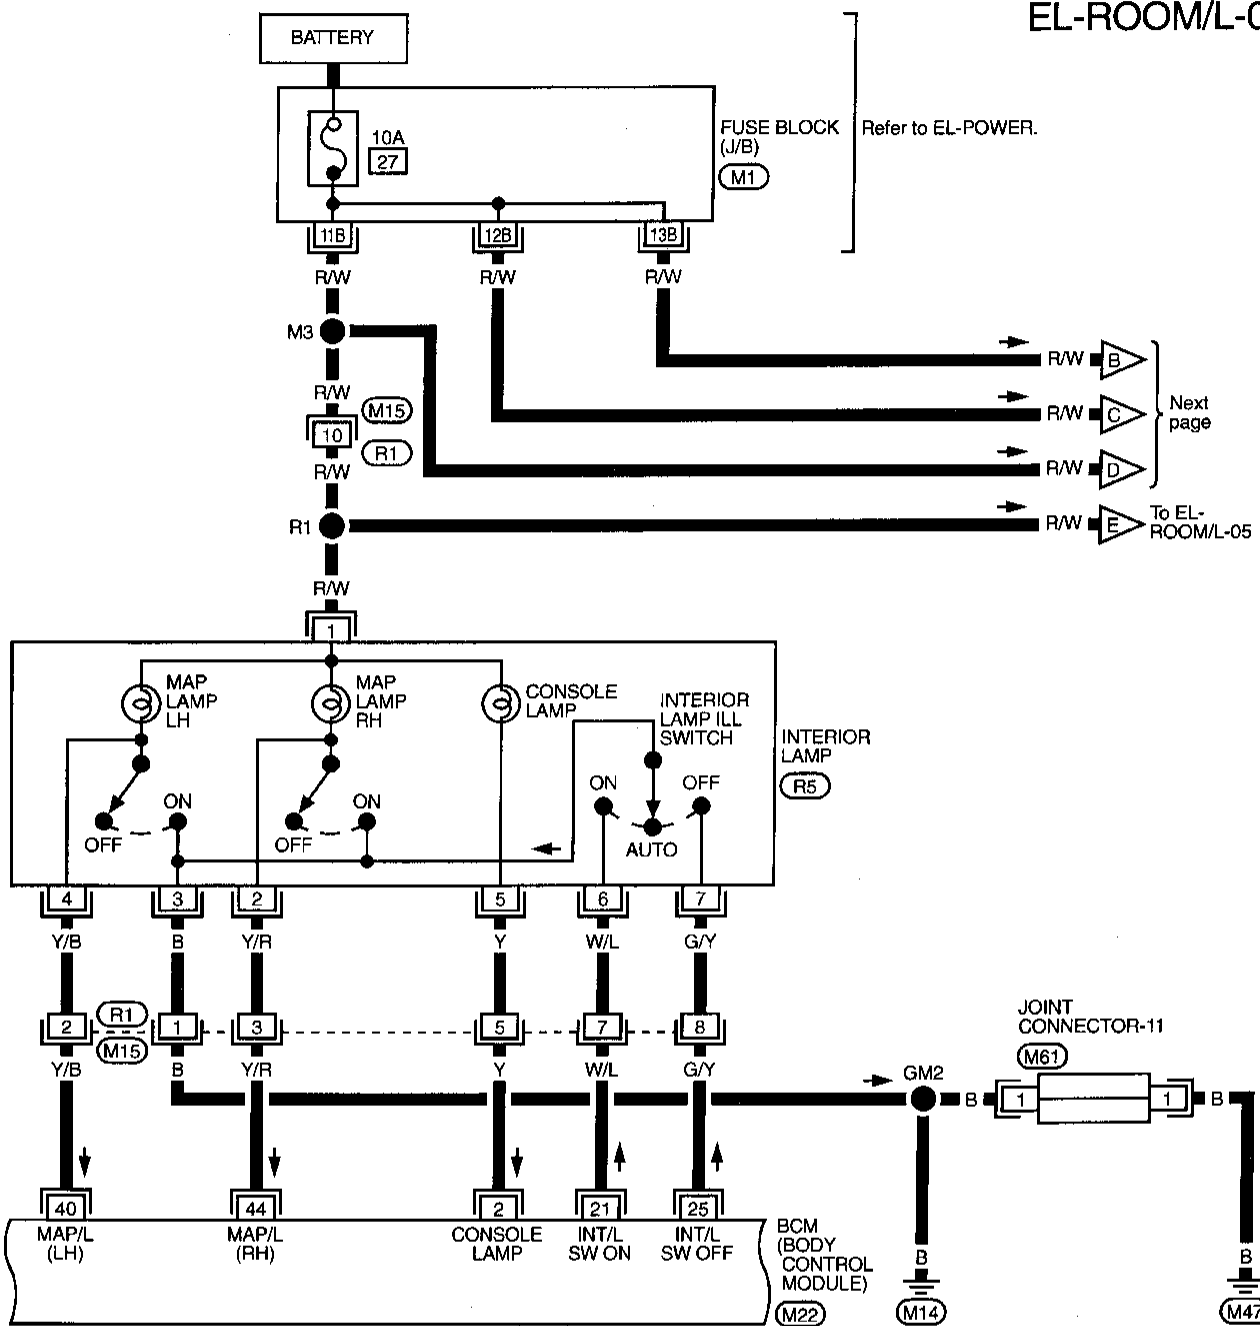 EL-ROOM/L-0
BATTERY
10A
27
FUSE BLOCK
(J/B)
M1
Refer to EL-POWER.
11B
12B
13B
R/W
R/W
R/W
M3
R/W
B
R/W
M15
10
R1
R/W
C
Next
page
R/W
R/W
D
R1
R/W
E
To EL-
ROOM/L-05
R/W
1
MAP
LAMP
LH
MAP
LAMP
RH
CONSOLE
LAMP
INTERIOR
LAMP ILL
SWITCH
INTERIOR
LAMP
R5
ON
OFF
ON
ON
OFF
OFF
AUTO
4
3
2
5
6
7
Y/B
B
Y/R
Y
W/L
G/Y
R1
M15
2
1
3
5
7
8
Y/B
B
Y/R
Y
W/L
G/Y
JOINT
CONNECTOR-11
M61
GM2
B
1
1
B
40
44
2
21
25
MAP/L
(LH)
MAP/L
(RH)
CONSOLE
LAMP
INT/L
SW ON
INT/L
SW OFF
BCM
(BODY
CONTROL
MODULE)
M22
B
M14
B
M47